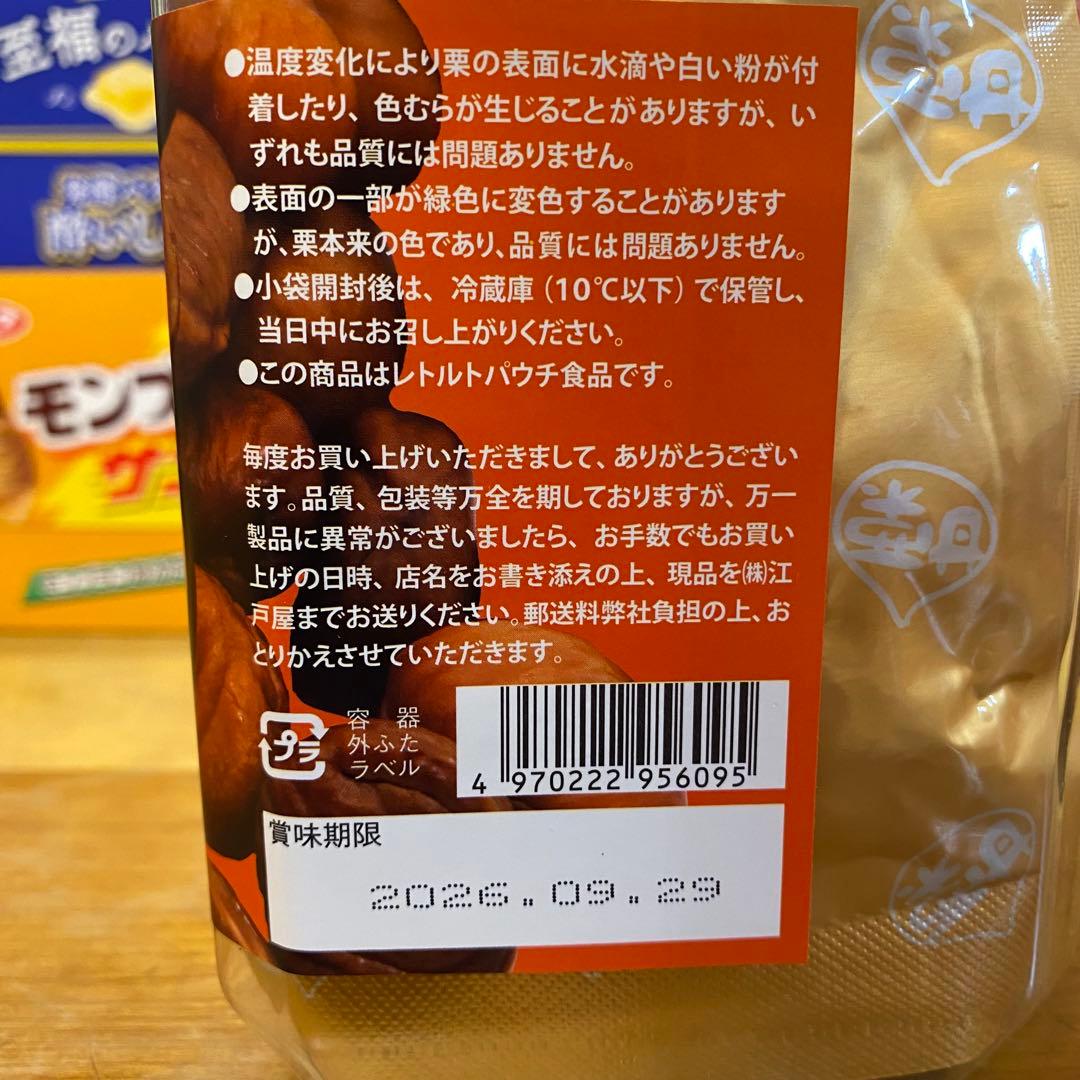 至福の
●温度変化により栗の表面に水滴や白い粉が付
着したり、色むらが生じることがありますが、い
ずれも品質には問題ありません。
●表面の一部が緑色に変色することがあります
が、栗本来の色であり、品質には問題ありません。
●小袋開封後は、冷蔵庫（10℃以下）で保管し、
当日中にお召し上がりください。
●この商品はレトルトパウチ食品です。
毎度お買い上げいただきまして、ありがとうござい
ます。品質、包装等万全を期しておりますが、万一
製品に異常がございましたら、お手数でもお買い
上げの日時、店名をお書き添えの上、現品を㈱江
戸屋までお送りください。郵送料弊社負担の上、お
とりかえさせていただきます。
プラ
容器
外ふた
ラベル
4 970222 956095
賞味期限
2026.09.29
モンブ